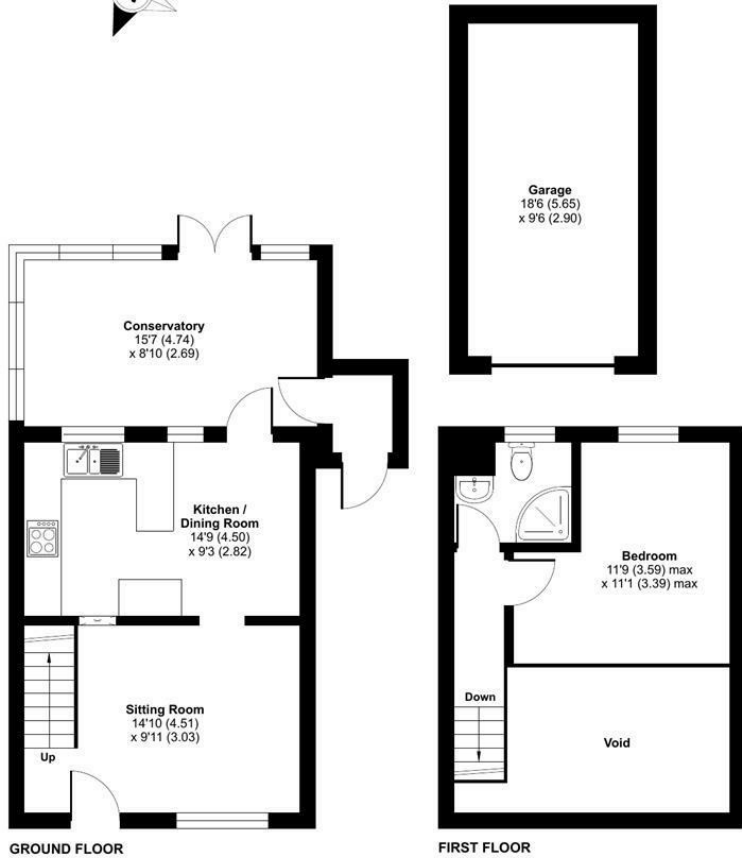 Garage
18'6 (5.65)
x 9'6 (2.90)
Conservatory
15'7 (4.74)
x 8'10 (2.69)
Kitchen /
Dining Room
14'9 (4.50)
x 9'3 (2.82)
Sitting Room
14'10 (4.51)
x 9'11 (3.03)
Up
GROUND FLOOR
Bedroom
11'9 (3.59) max
x 11'1 (3.39) max
Down
Void
FIRST FLOOR